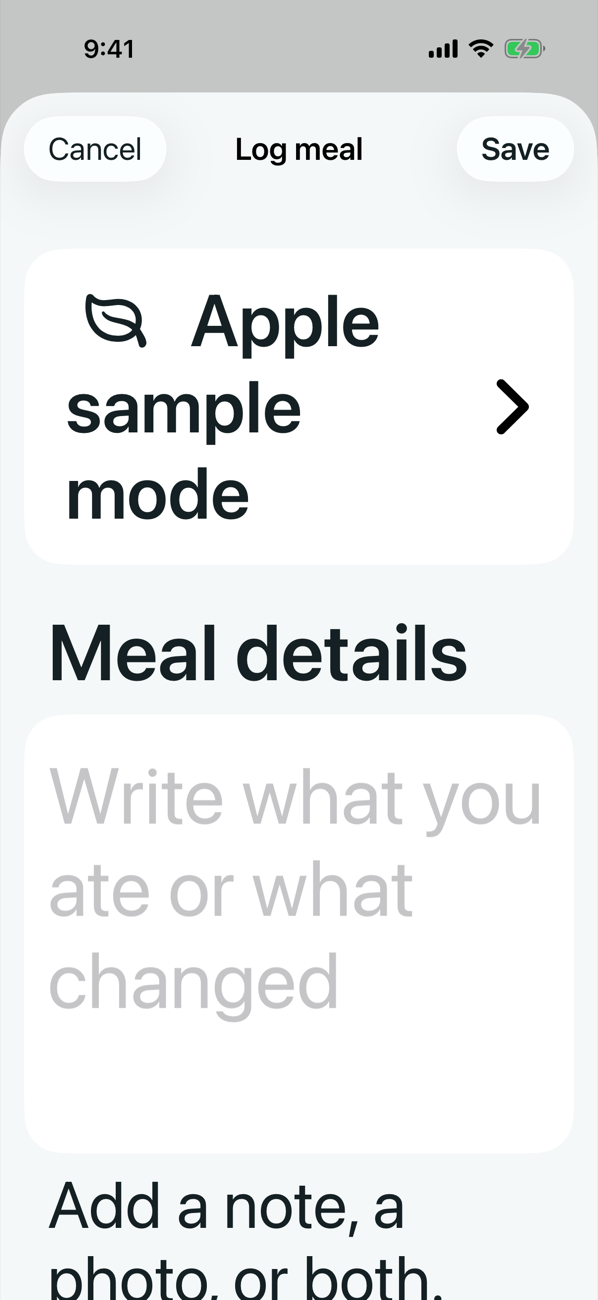 9:41
Cancel
Log meal
Save
Apple
sample
mode
Meal details
Write what you
ate or what
changed
Add a note, a
photo, or both.